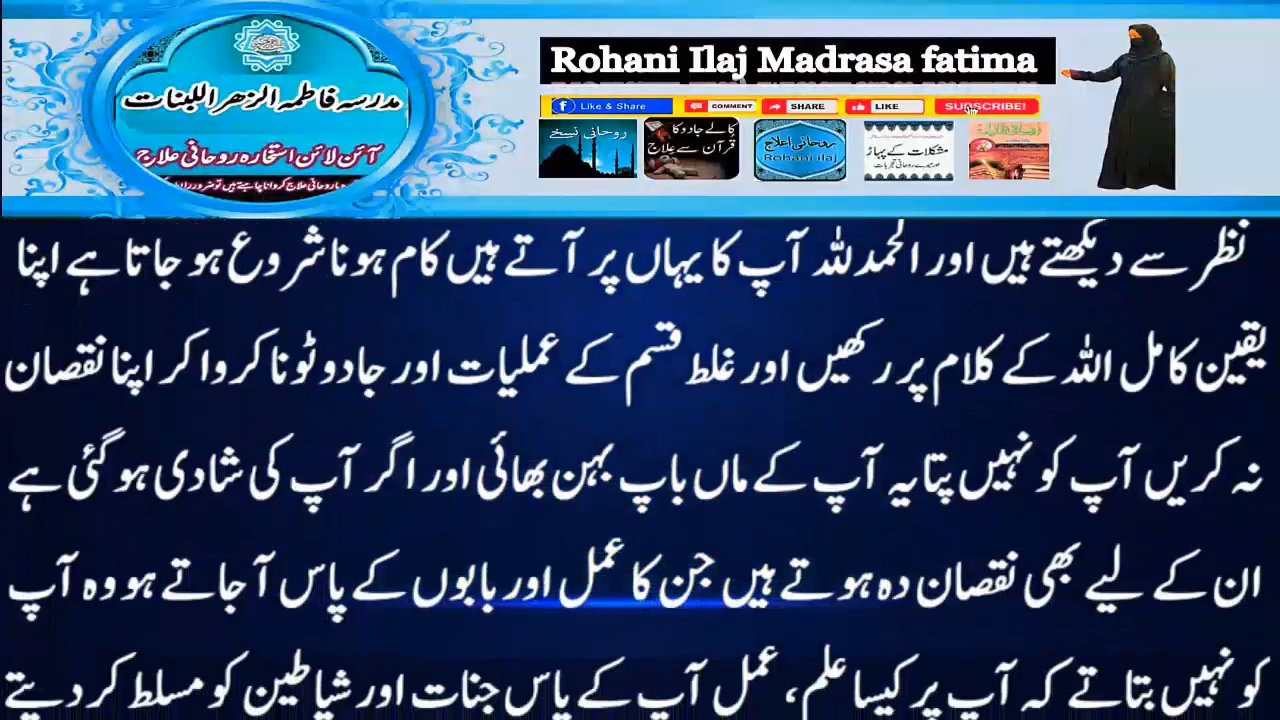 Rohani Ilaj Madrasa fatima
مدرسہ فاطمہ الزھرا للبنات
آئن لائن استخارہ روحانی علاج
Like & Share
COMMENT
SHARE
LIKE
SUBSCRIBE!
روحانی نسخ
کالے جادو کا
قرآن سے علاج
روحانی علاج
Rohani ilaj
مشکلات کے پہاڑ
نظر سے دیکھتے ہیں اور الحمدللہ آپ کا یہاں پر آتے ہیں کام ہونا شروع ہو جاتا ہے اپنا
یقین کامل اللہ کے کلام پر رکھیں اور غلط قسم کے عملیات اور جادو ٹونا کروا کر اپنا نقصان
نہ کریں آپ کو نہیں پتا یہ آپ کے ماں باپ بہن بھائی اور اگر آپ کی شادی ہو گئی ہے
ان کے لیے بھی نقصان دہ ہوتے ہیں جن کا عمل اور بابوں کے پاس آ جاتے ہو وہ آپ
کو نہیں بتاتے کہ آپ پر کیسا علم، عمل آپ کے پاس جنات اور شیاطین کو مسلط کر دیتے